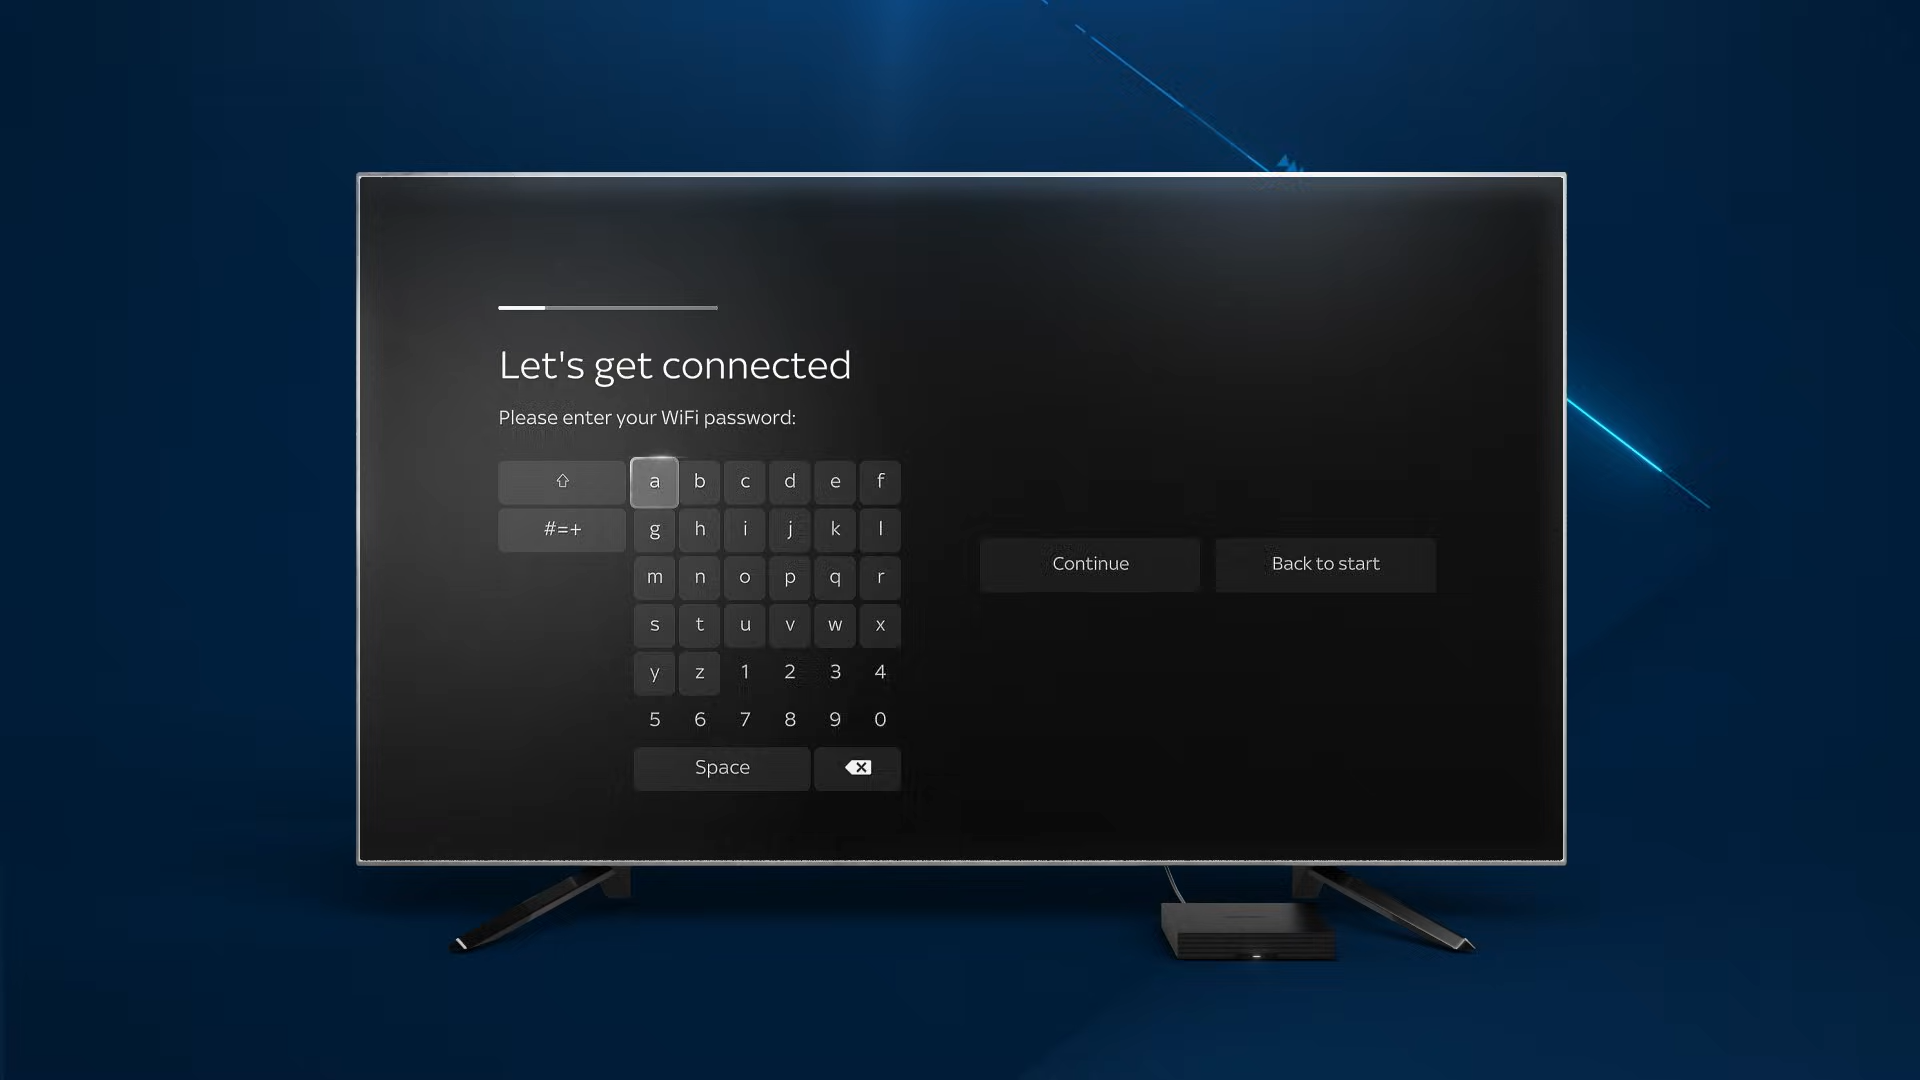 Let's get connected
Please enter your WiFi password:
a b c d e f
#=+ g h i j k l
m n o p q r
s t u v w x
y z 1 2 3 4
5 6 7 8 9 0
Space
Continue Back to start